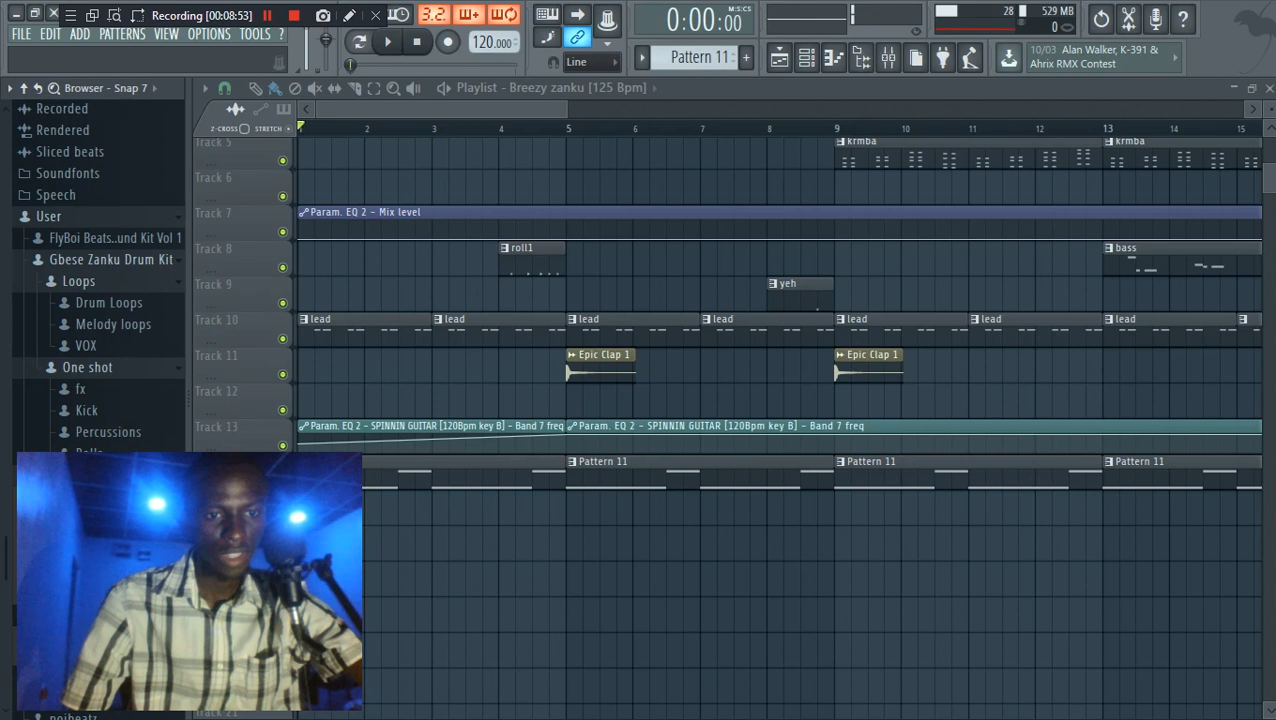 Recording [00:08:53]
3.2.
0:00:00
M:S:CS
28
529 MB
0
FILE EDIT ADD PATTERNS VIEW OPTIONS TOOLS ?
120.000
Line
Pattern 11
10/03 Alan Walker, K-391 &
Ahrix RMX Contest
Browser - Snap 7
Playlist - Breezy zanku [125 Bpm]
Z-CROSS STRETCH
1 2 3 4 5 6 7 8 9 10 11 12 13 14 15
Recorded
Rendered
Sliced beats
Soundfonts
Speech
User
FlyBoi Beats..und Kit Vol 1
Gbese Zanku Drum Kit
Loops
Drum Loops
Melody loops
VOX
One shot
fx
Kick
Percussions
Track 5
krmba
krmba
Track 6
Track 7
Param. EQ 2 - Mix level
Track 8
roll1
bass
Track 9
yeh
Track 10
lead
lead
lead
lead
lead
lead
lead
Track 11
Epic Clap 1
Epic Clap 1
Track 12
Track 13
Param. EQ 2 - SPINNIN GUITAR [120Bpm key B] - Band 7 freq
Param. EQ 2 - SPINNIN GUITAR [120Bpm key B] - Band 7 freq
Pattern 11
Pattern 11
Pattern 11
Track 21
noibeatz